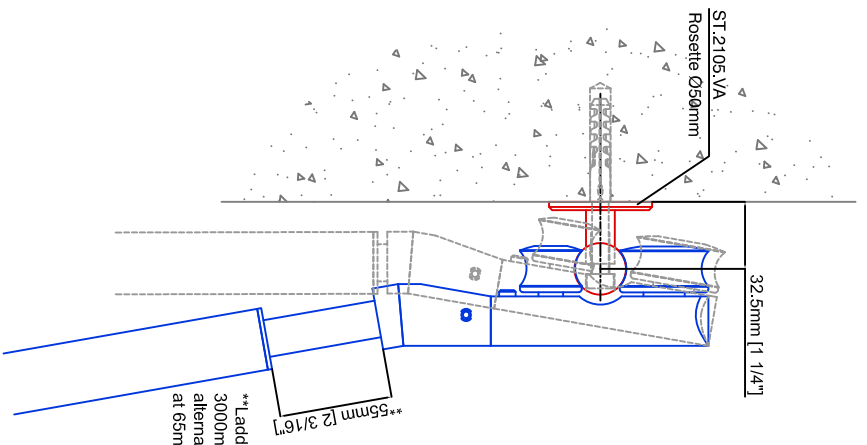 ST.2105.VA
Rosette Ø50mm
32.5mm [1 1/4"]
**55mm [2 3/16"]
**Ladd
3000m
alterna
at 65m